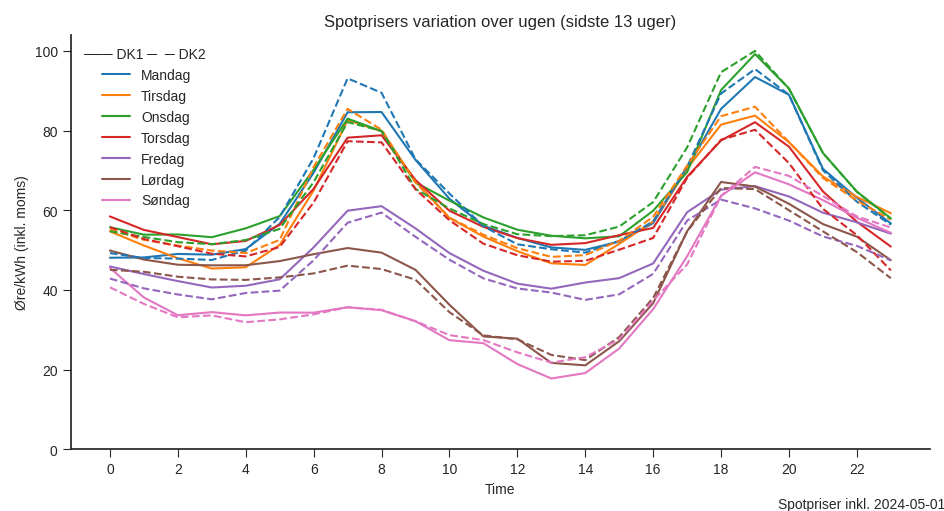 Spotprisers variation over ugen (sidste 13 uger)
DK1 DK2
Mandag
Tirsdag
Onsdag
Torsdag
Fredag
Lørdag
Søndag
Øre/kWh (inkl. moms)
100
80
60
40
20
0
0 2 4 6 8 10 12 14 16 18 20 22
Time
Spotpriser inkl. 2024-05-01